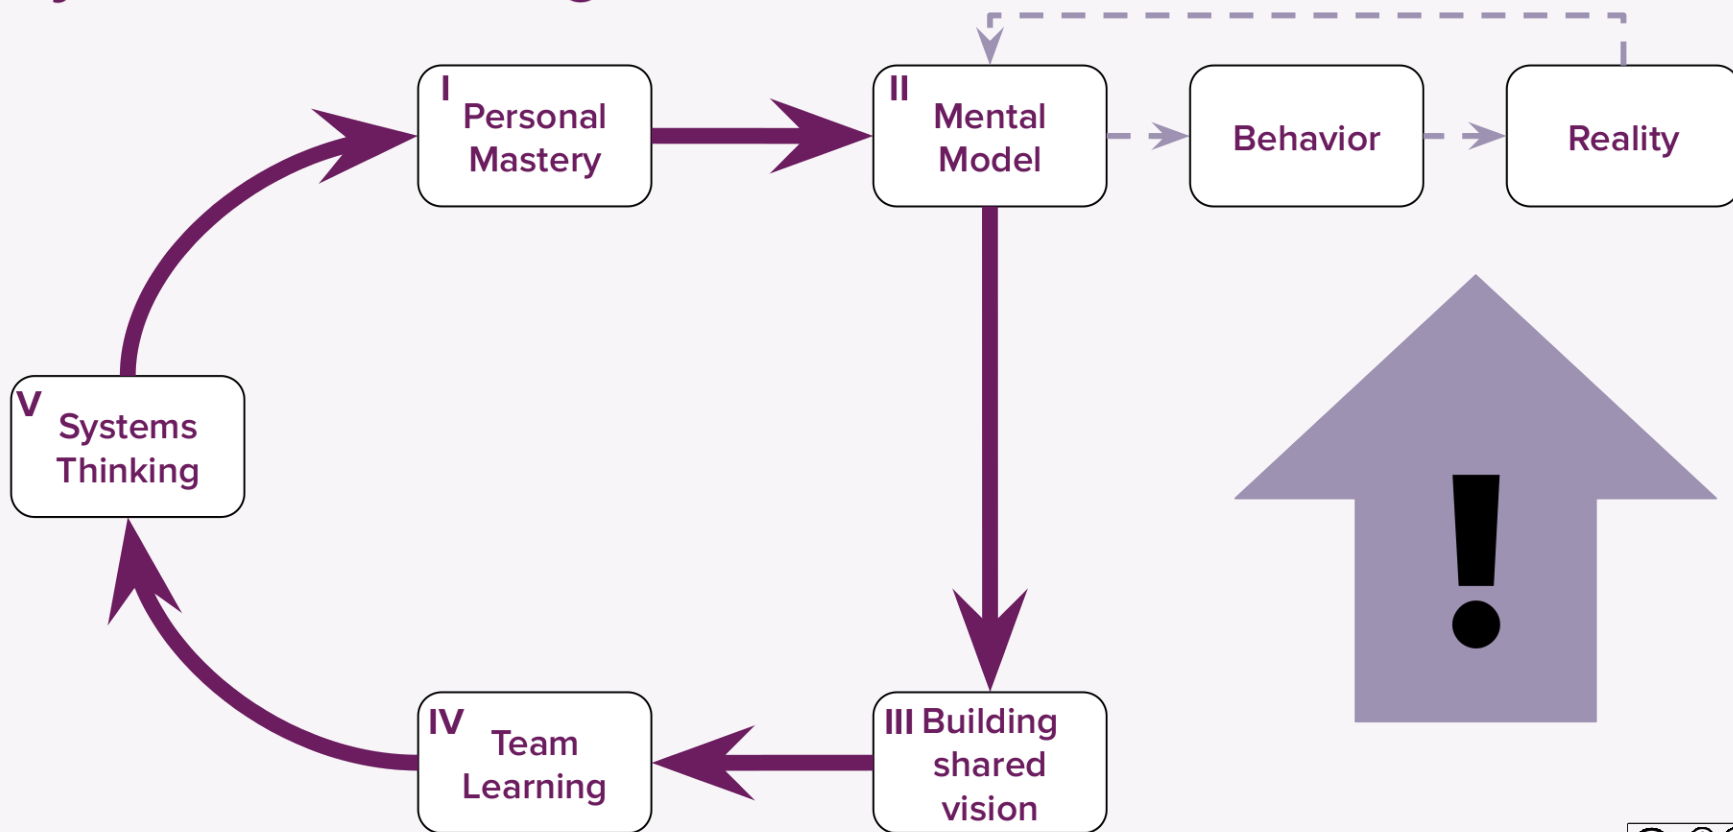 I
Personal
Mastery
II
Mental
Model
Behavior
Reality
V
Systems
Thinking
!
IV
Team
Learning
III Building
shared
vision